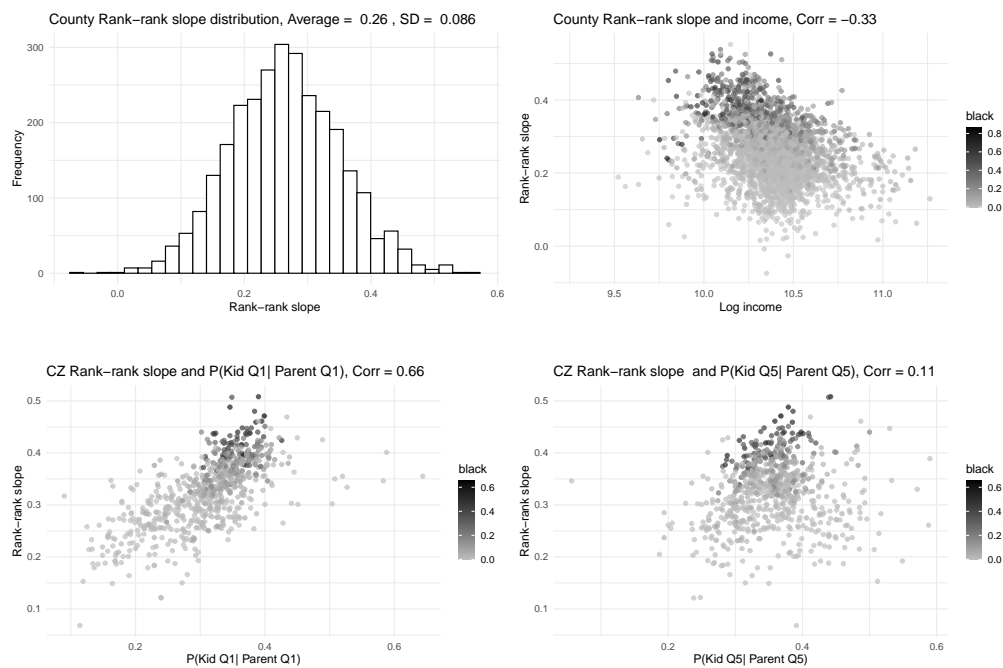 County Rank−rank slope distribution, Average = 0.26 , SD = 0.086
300
200
100
0
Frequency
0.0 0.2 0.4 0.6
Rank−rank slope
County Rank−rank slope and income, Corr = −0.33
0.4
0.2
0.0
Rank−rank slope
9.5 10.0 10.5 11.0
Log income
black
0.8
0.6
0.4
0.2
0.0
CZ Rank−rank slope and P(Kid Q1| Parent Q1), Corr = 0.66
0.5
0.4
0.3
0.2
0.1
Rank−rank slope
0.2 0.4 0.6
P(Kid Q1| Parent Q1)
black
0.6
0.4
0.2
0.0
CZ Rank−rank slope  and P(Kid Q5| Parent Q5), Corr = 0.11
0.5
0.4
0.3
0.2
0.1
Rank−rank slope
0.2 0.4 0.6
P(Kid Q5| Parent Q5)
black
0.6
0.4
0.2
0.0